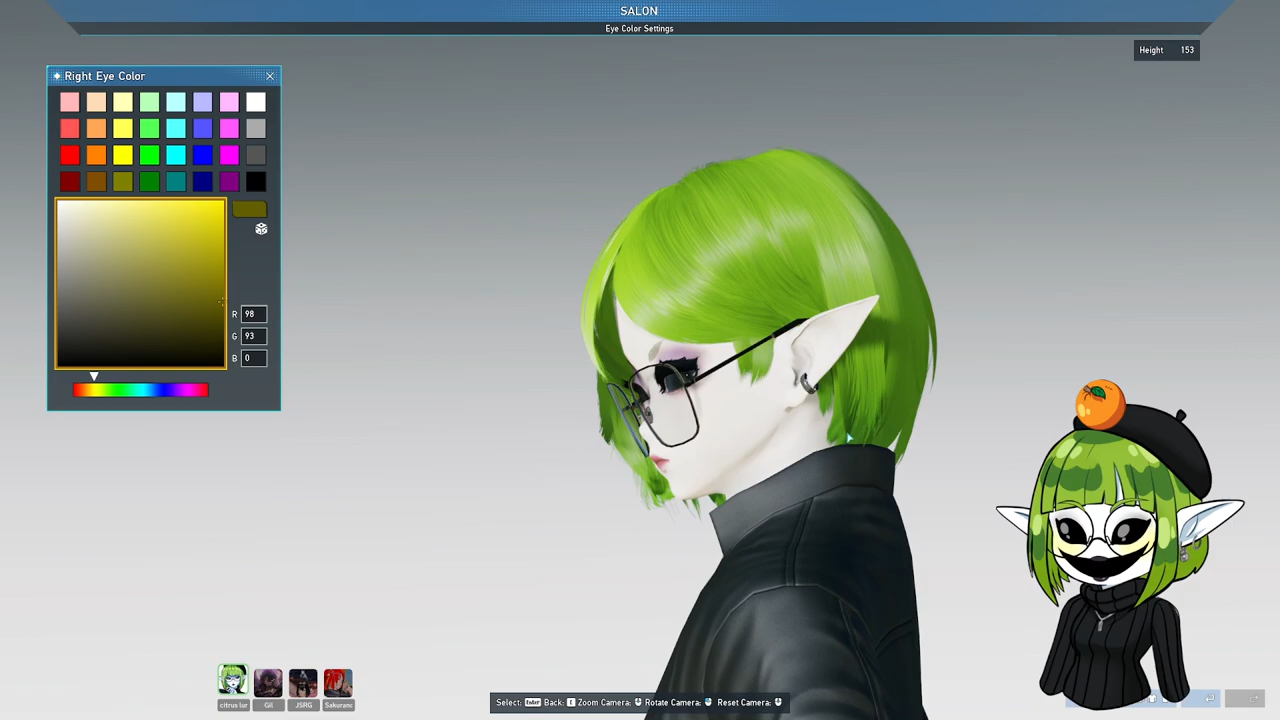 SALON
Eye Color Settings
Height 153
Right Eye Color
R 98
G 93
B 0
citrus lur
Gil
JSRG
Sakuranc
Select: Enter Back: F Zoom Camera: Rotate Camera: Reset Camera: